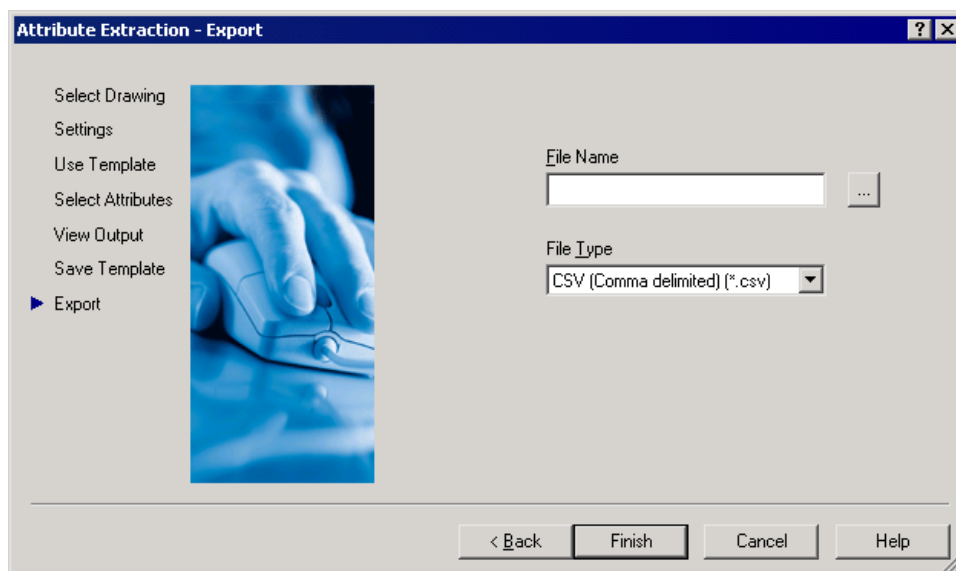 Attribute Extraction - Export
Select Drawing
Settings
Use Template
Select Attributes
View Output
Save Template
Export
File Name
...
File Type
CSV (Comma delimited) (*.csv)
< Back
Finish
Cancel
Help